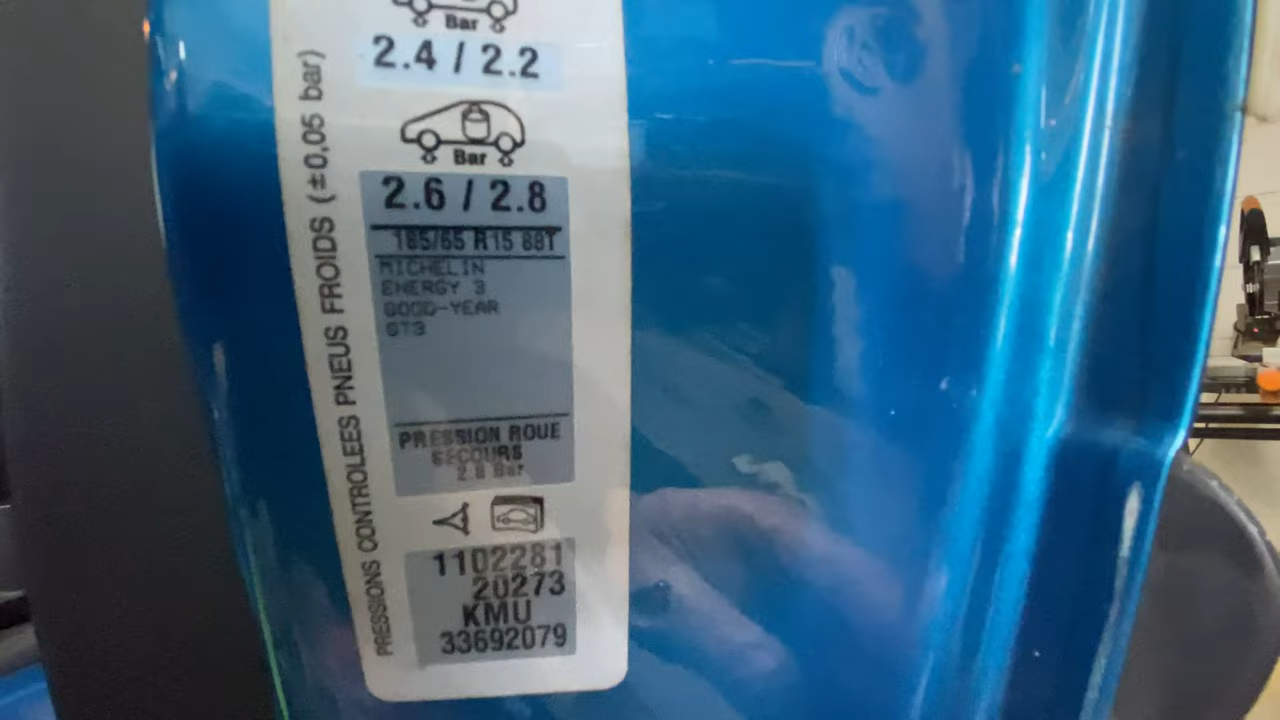 Bar
2.4 / 2.2
Bar
2.6 / 2.8
185/65 R15 88T
MICHELIN
ENERGY 3
GOOD-YEAR
GT3
PRESSION ROUE
SECOURS
2.8 Bar
1102281
20273
KMU
33692079
PRESSIONS CONTROLEES PNEUS FROIDS (±0,05 bar)